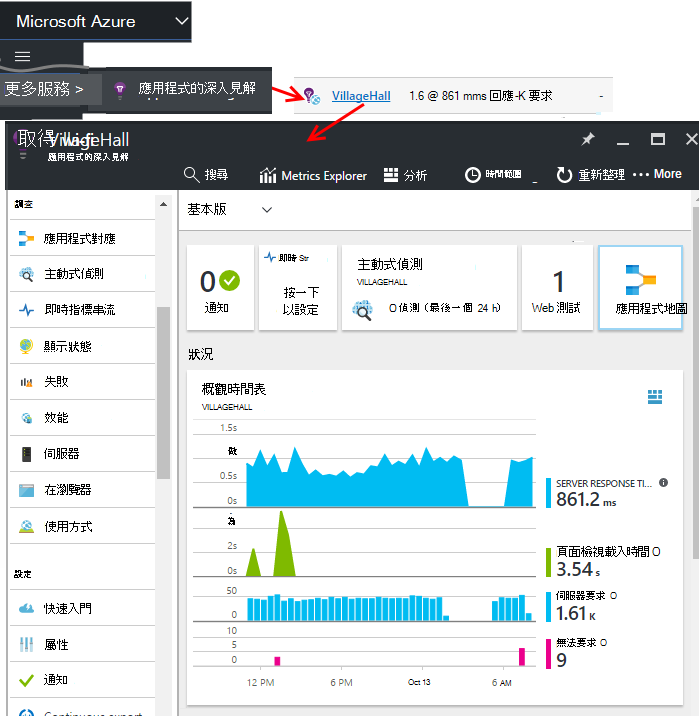 Microsoft Azure
更多服務 >
應用程式的深入見解
VillageHall
1.6 @ 861 mms 回應-K 要求
-
VillageHall
應用程式的深入見解
搜尋
Metrics Explorer
分析
時間範圍
重新整理
More
調查
應用程式對應
主動式偵測
即時指標串流
顯示狀態
失敗
效能
伺服器
在瀏覽器
使用方式
設定
快速入門
屬性
通知
Continuous export
基本版
0
通知
即時 Str
按一下
以設定
主動式偵測
VILLAGEHALL
0 偵測 (最後一個 24 h)
1
Web 測試
應用程式地圖
狀況
概觀時間表
VILLAGEHALL
1.5s
0.5s
0s
2s
0s
50
0
10
5
0
12 PM
6 PM
Oct 13
6 AM
SERVER RESPONSE TI...
861.2 ms
頁面檢視載入時間 O
3.54 s
伺服器要求 O
1.61 K
無法要求 O
9